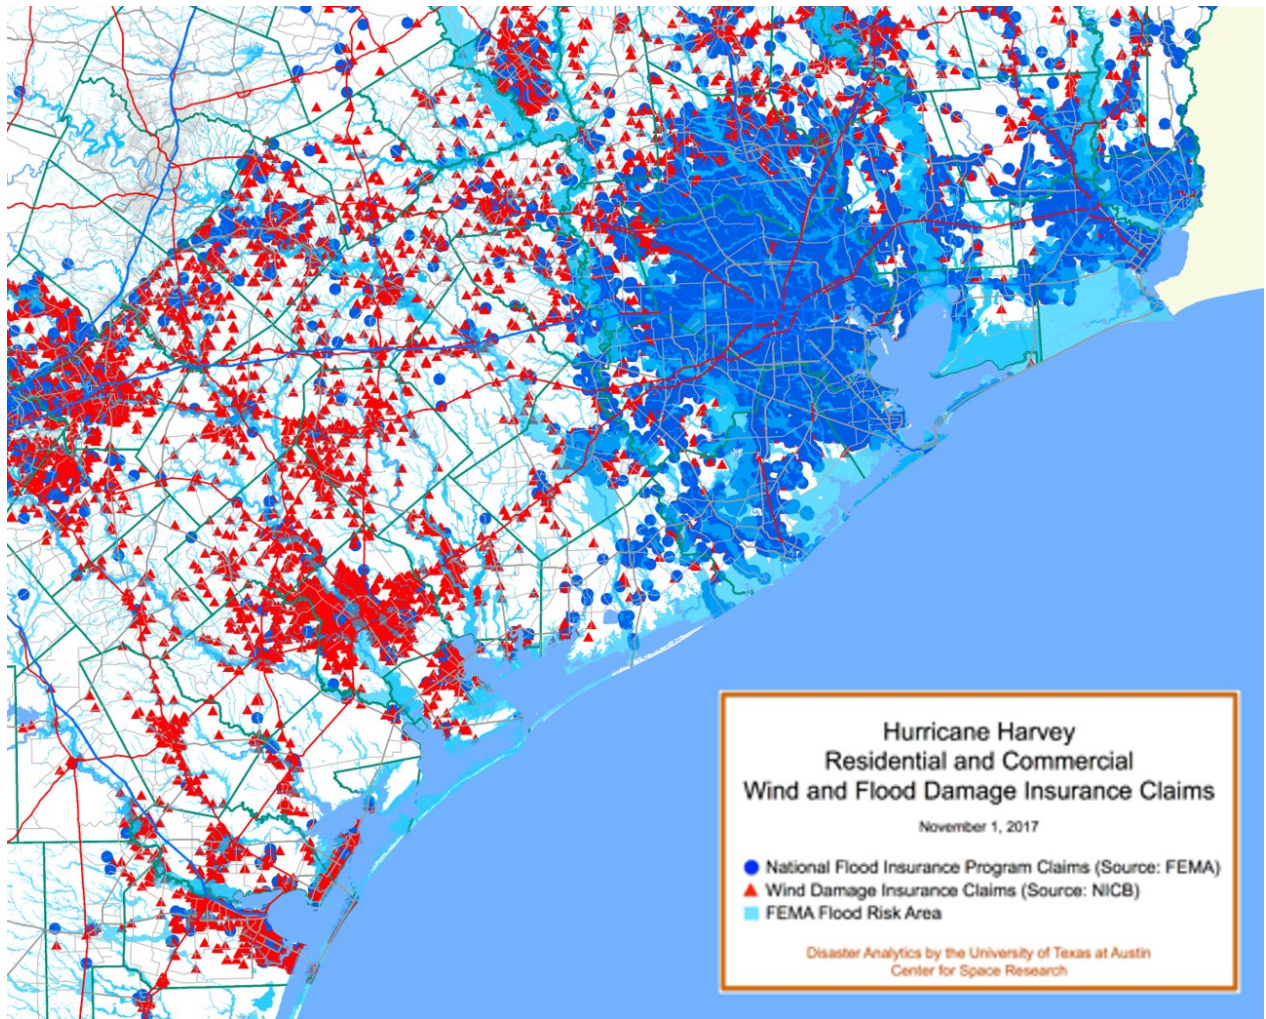 Hurricane Harvey
Residential and Commercial
Wind and Flood Damage Insurance Claims
November 1, 2017
National Flood Insurance Program Claims (Source: FEMA)
Wind Damage Insurance Claims (Source: NICB)
FEMA Flood Risk Area
Disaster Analytics by the University of Texas at Austin
Center for Space Research